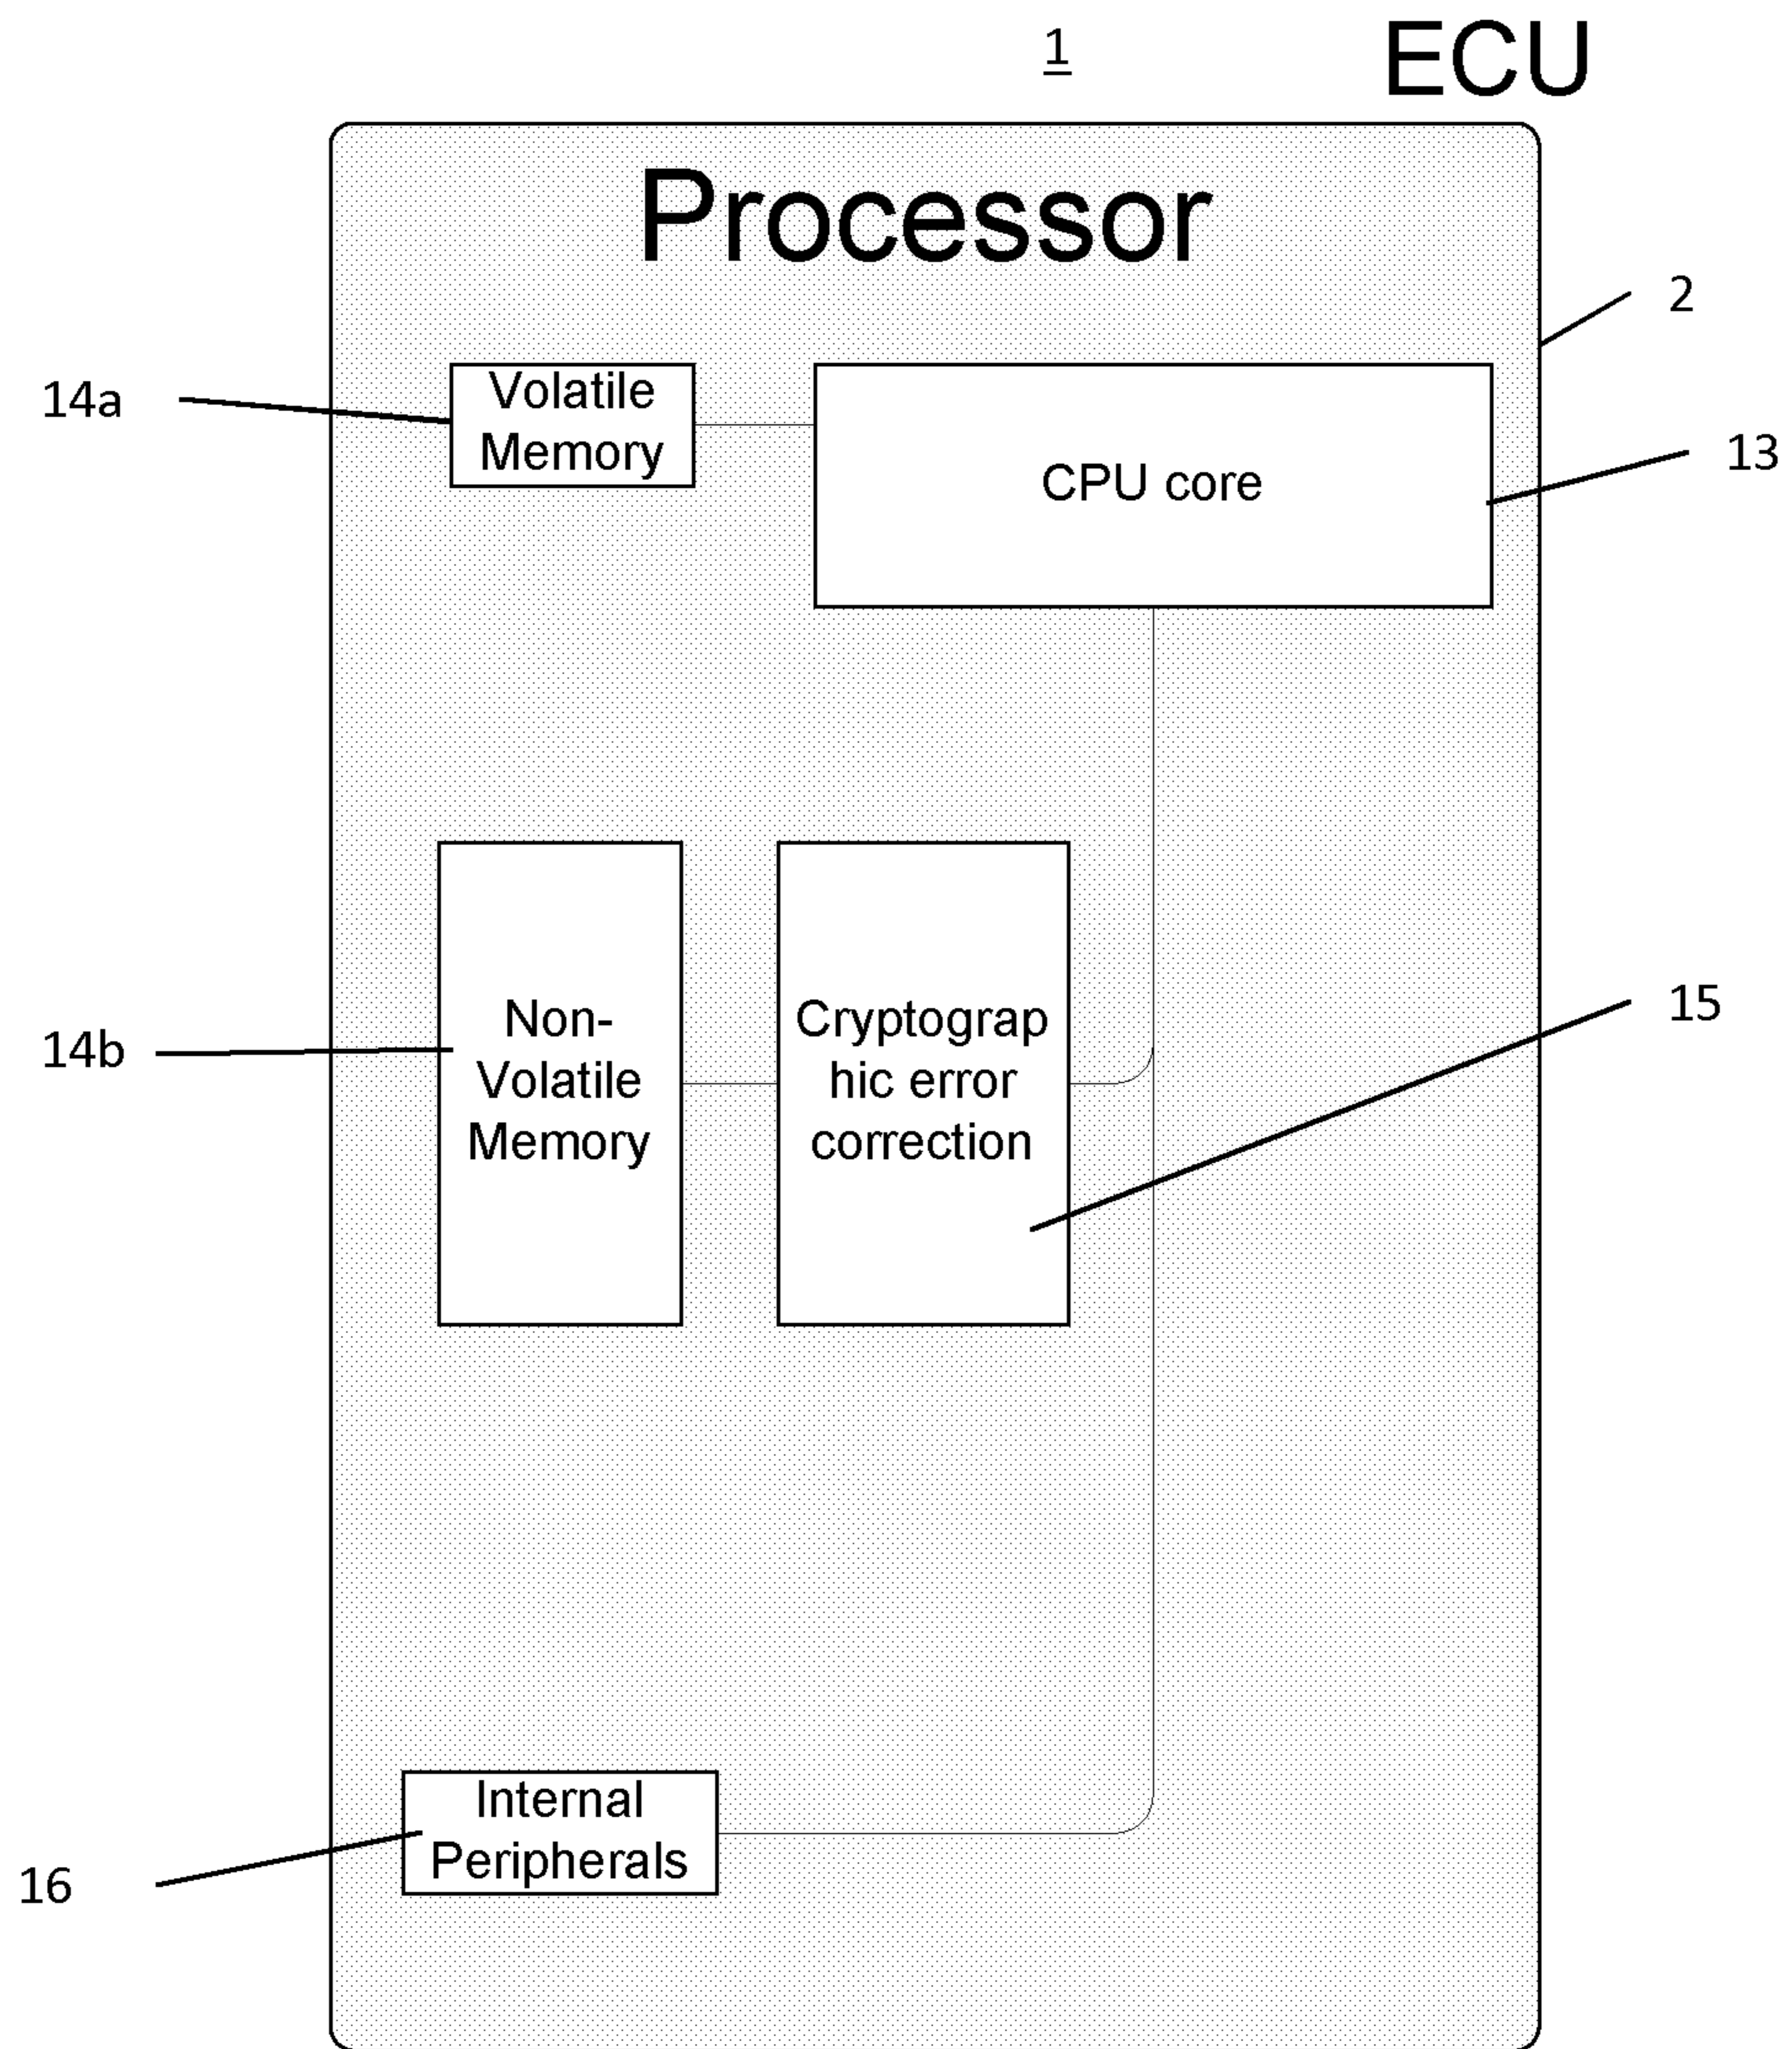 1
ECU
Processor
2
14a
Volatile
Memory
CPU core
13
14b
Non-
Volatile
Memory
Cryptograp
hic error
correction
15
Internal
Peripherals
16